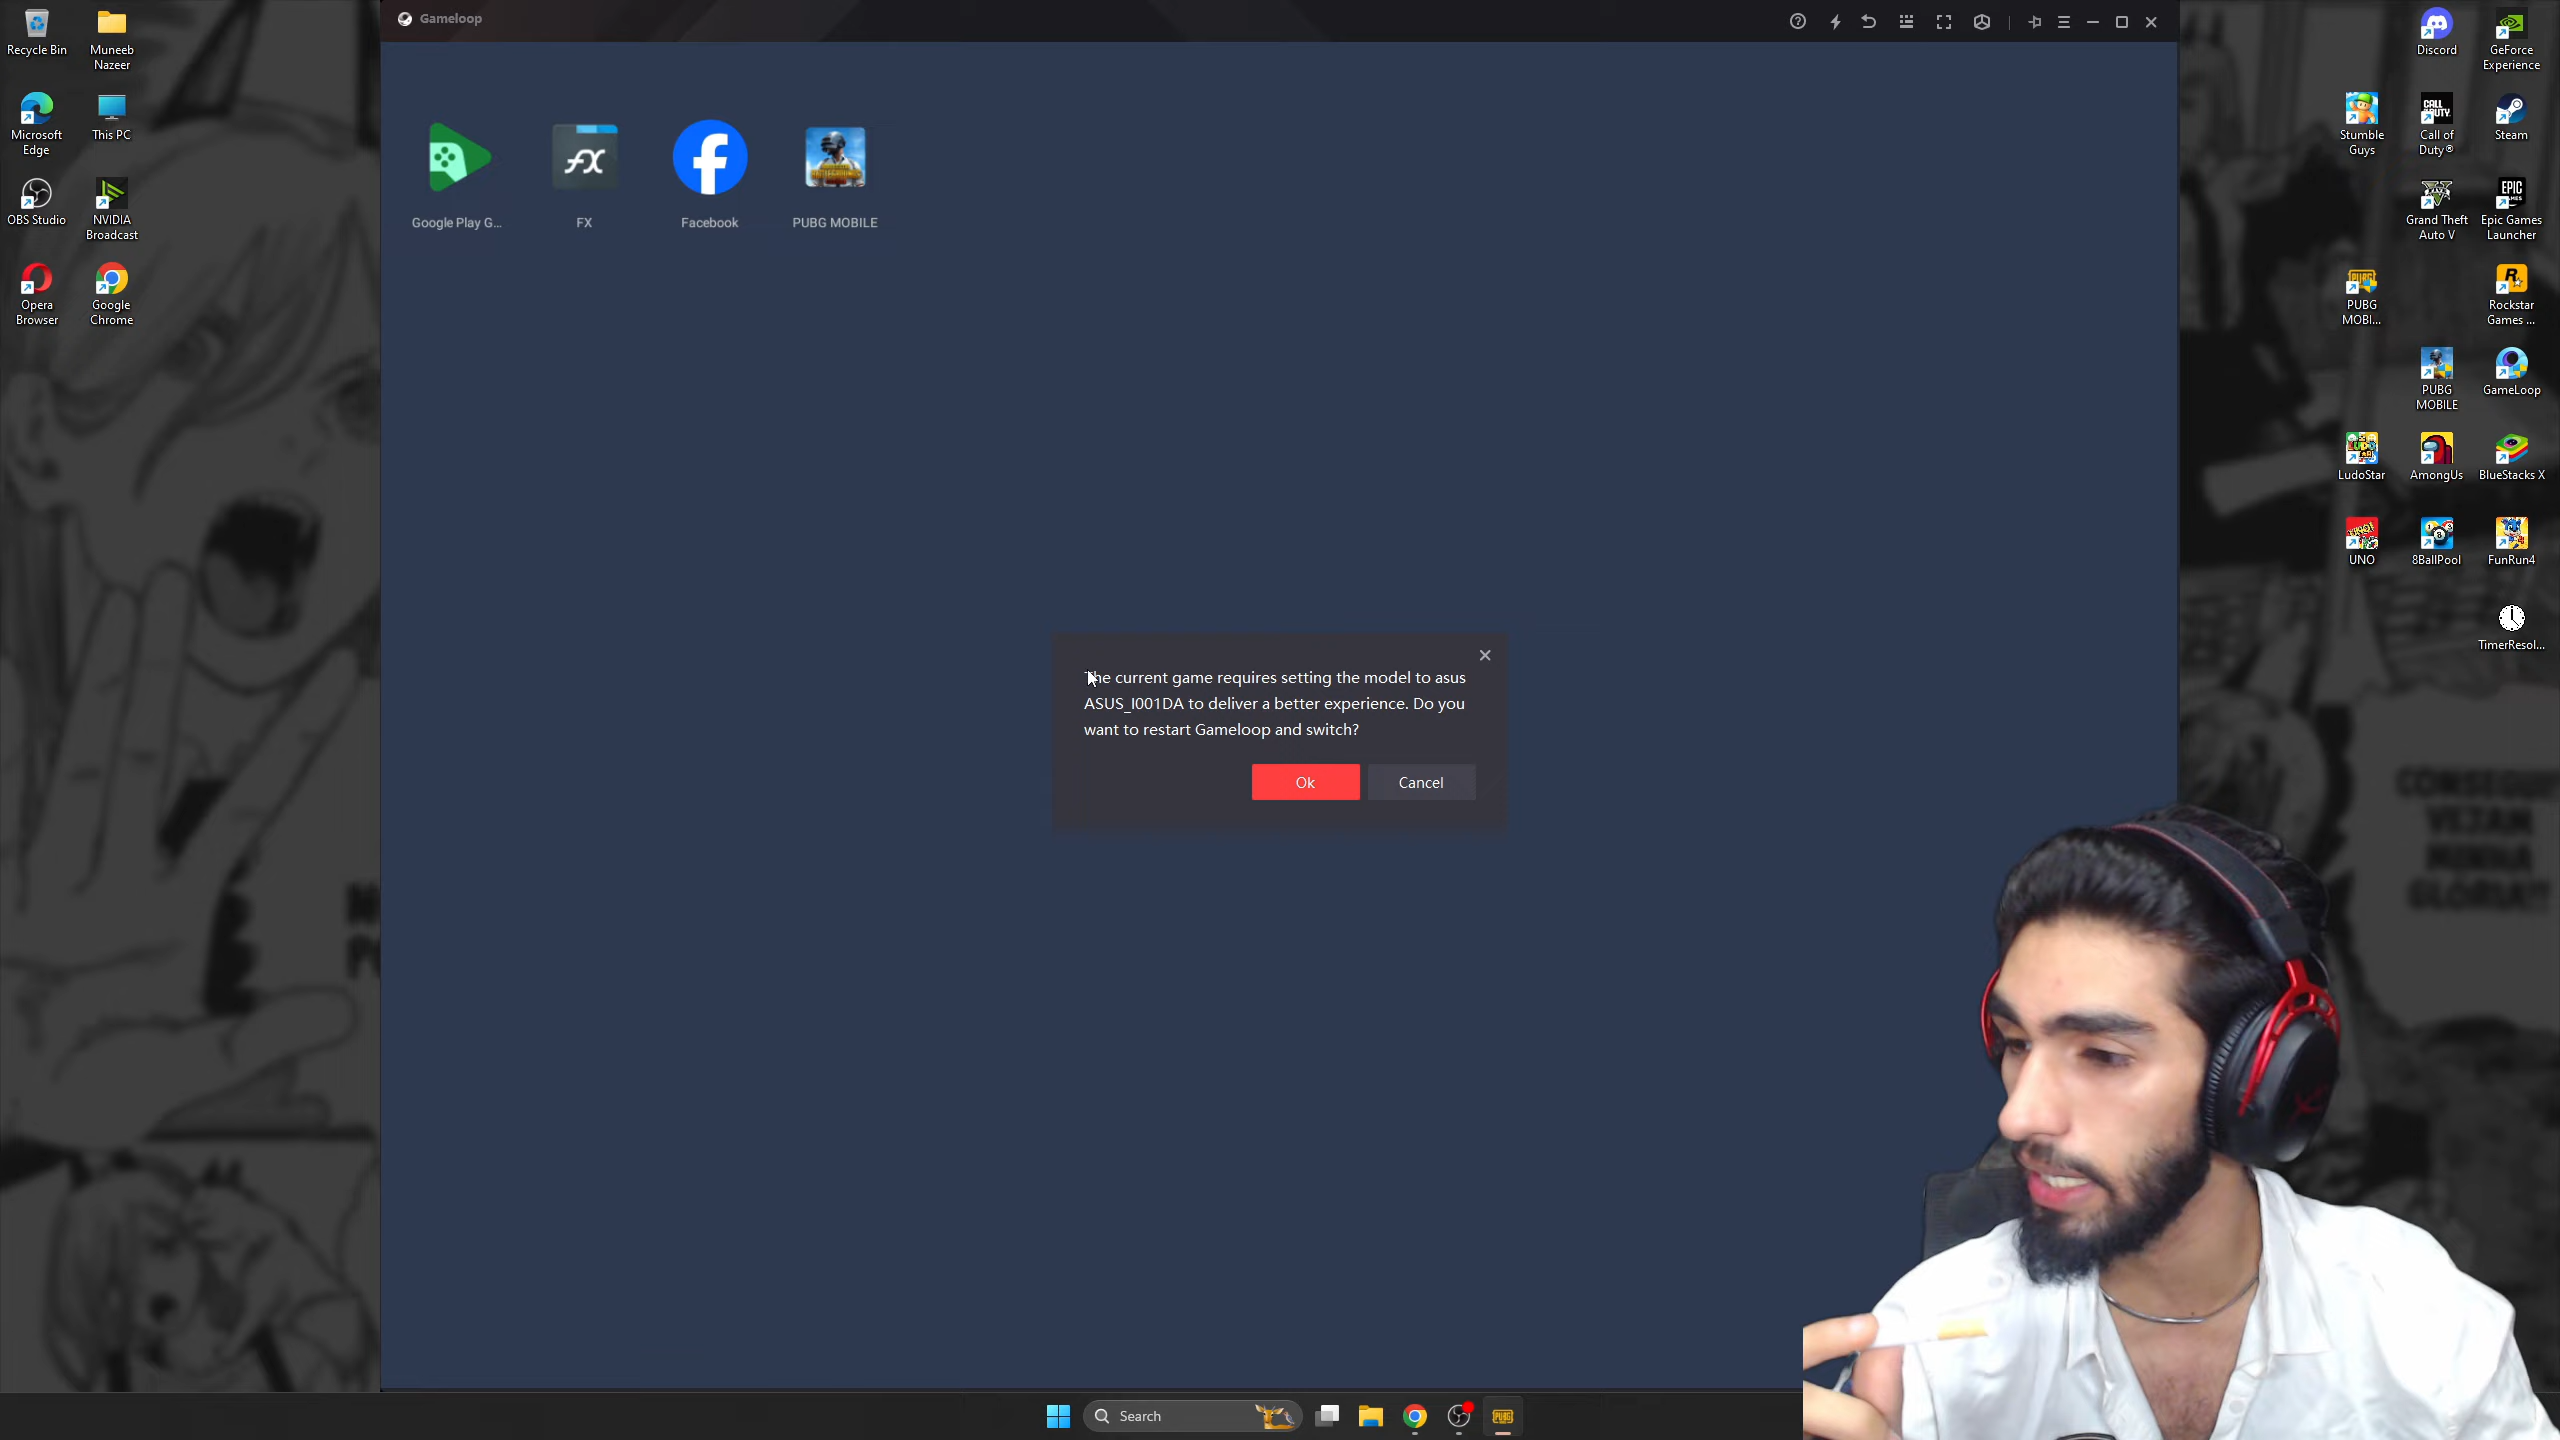 Gameloop
Recycle Bin
Muneeb
Nazeer
Microsoft
Edge
This PC
OBS Studio
NVIDIA
Broadcast
Opera
Browser
Google
Chrome
Google Play G...
FX
Facebook
PUBG MOBILE
The current game requires setting the model to asus
ASUS_I001DA to deliver a better experience. Do you
want to restart Gameloop and switch?
Ok
Cancel
Discord
GeForce
Experience
Stumble
Guys
Call of
Duty®
Steam
Grand Theft
Auto V
Epic Games
Launcher
PUBG
MOBI...
Rockstar
Games ...
PUBG
MOBILE
GameLoop
LudoStar
AmongUs
BlueStacks X
UNO
8BallPool
FunRun4
TimerResol...
CONSEGUI!
VEJAM
MINHA
GLORIA!!
Search